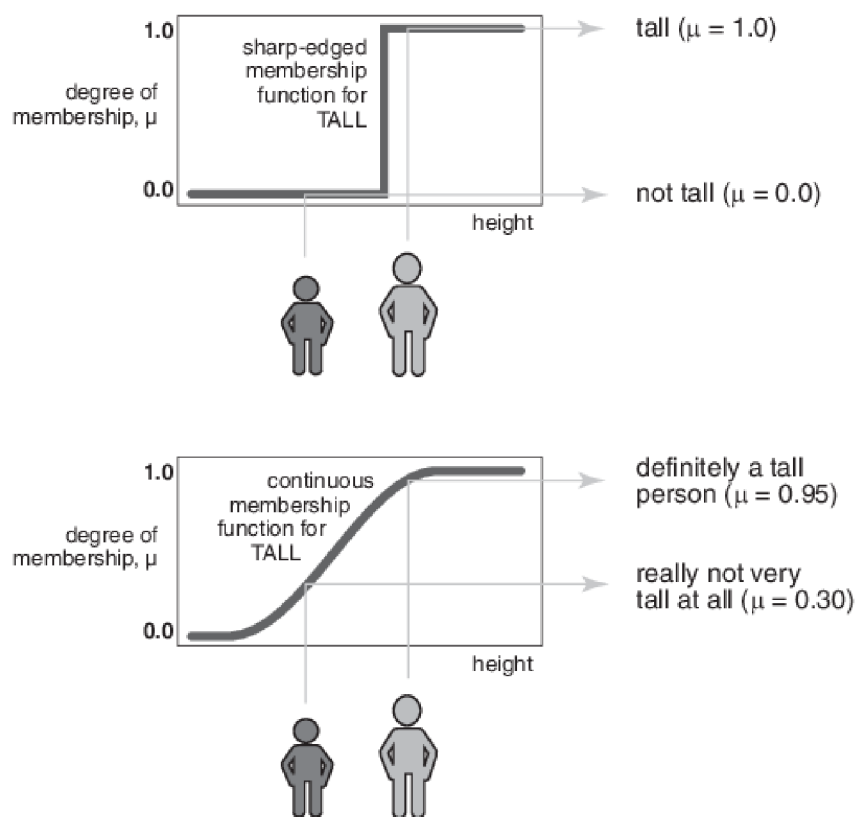 1.0
sharp-edged
membership
function for
TALL
degree of
membership, μ
0.0
height
tall (μ = 1.0)
not tall (μ = 0.0)
1.0
continuous
membership
function for
TALL
degree of
membership, μ
0.0
height
definitely a tall
person (μ = 0.95)
really not very
tall at all (μ = 0.30)